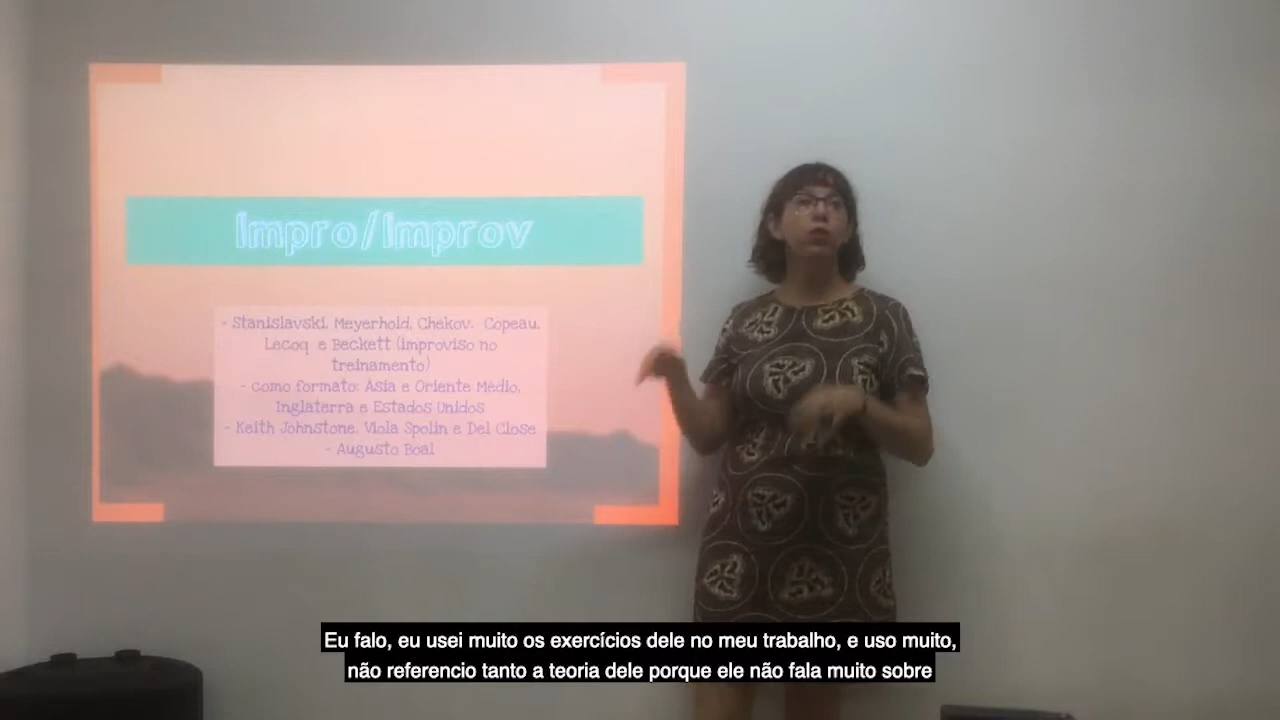 Impro/Improv
- Stanislavski, Meyerhold, Chekov, Copeau,
Lecoq e Beckett (improviso no
treinamento)
- como formato: Ásia e Oriente Médio,
Inglaterra e Estados Unidos
- Keith Johnstone, Viola Spolin e Del Close
- Augusto Boal
Eu falo, eu usei muito os exercícios dele no meu trabalho, e uso muito,
não referencio tanto a teoria dele porque ele não fala muito sobre